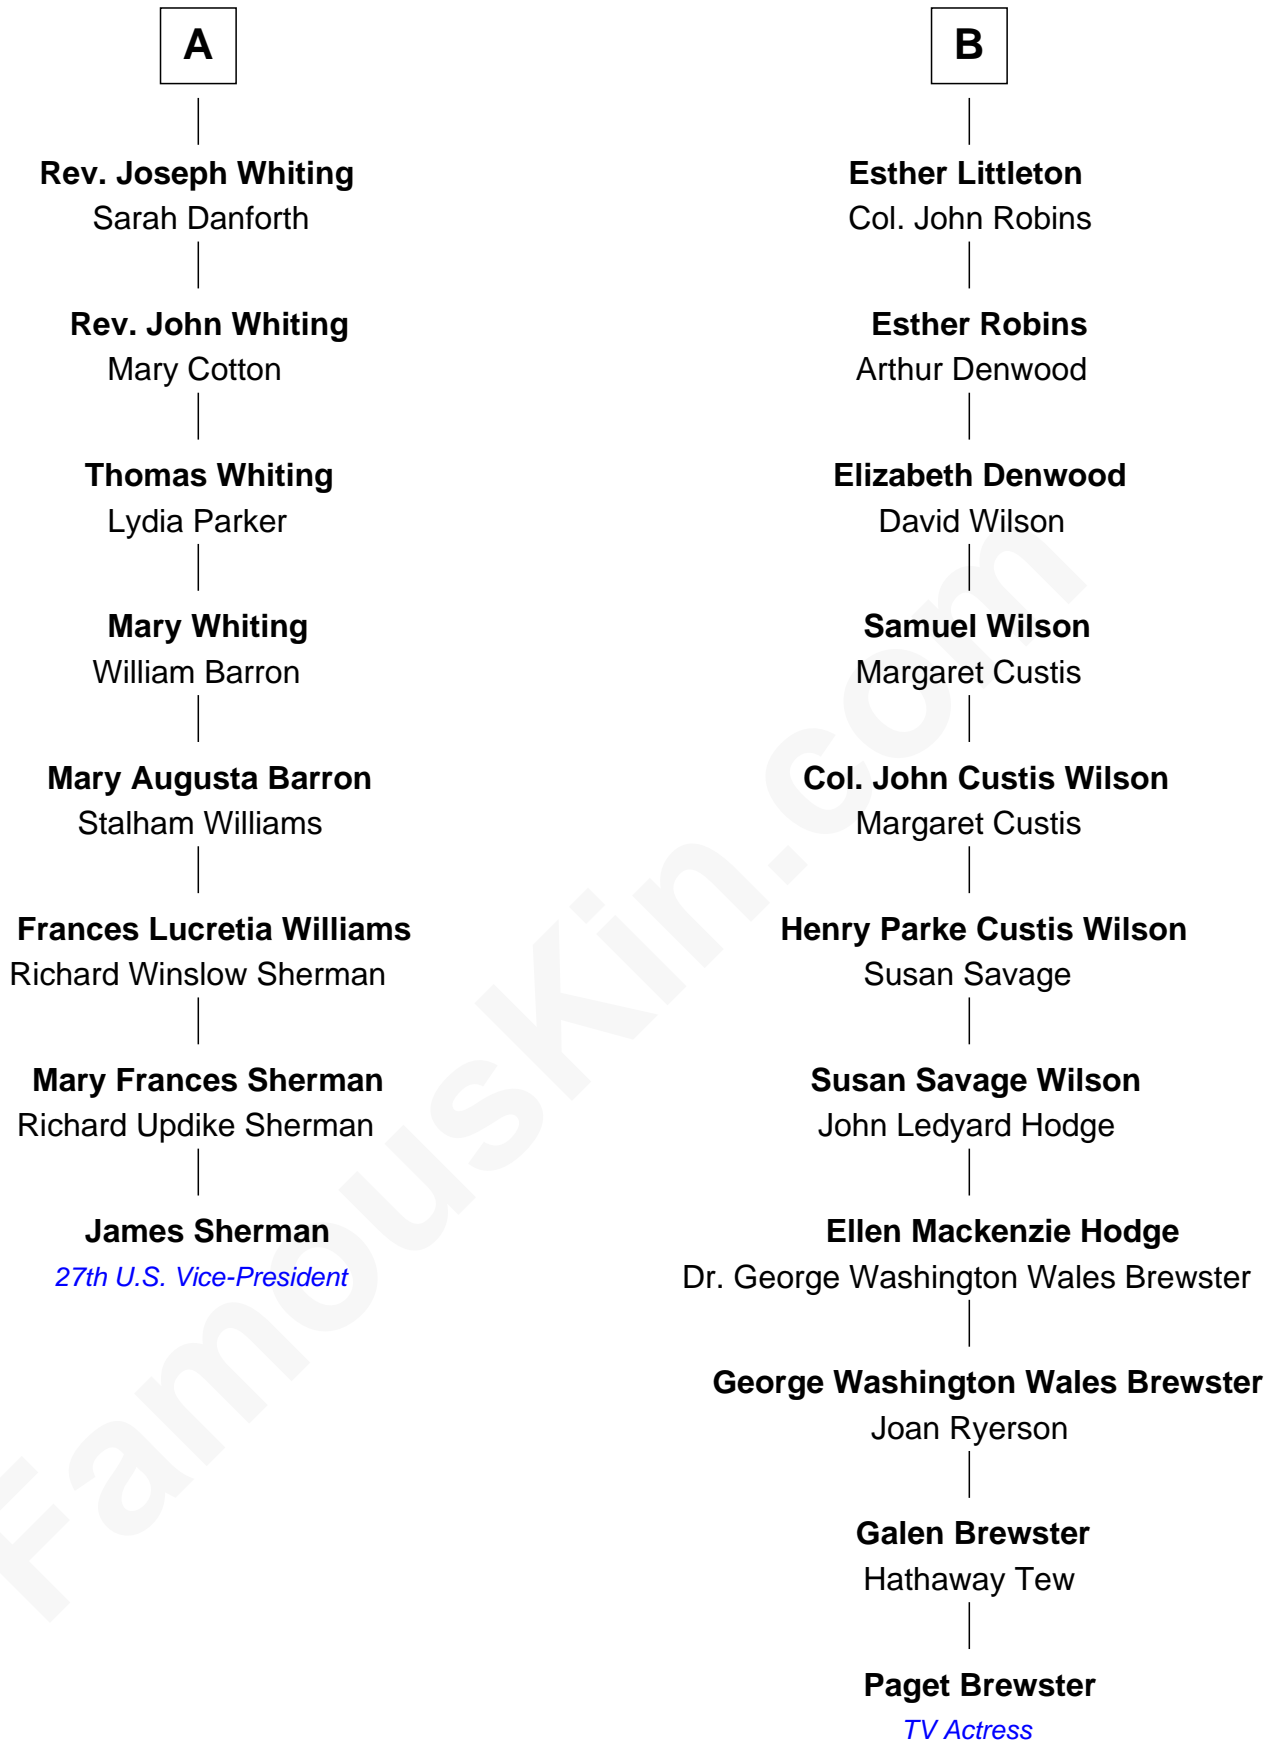 A
Rev. Joseph Whiting
Sarah Danforth
Rev. John Whiting
Mary Cotton
Thomas Whiting
Lydia Parker
Mary Whiting
William Barron
Mary Augusta Barron
Stalham Williams
Frances Lucretia Williams
Richard Winslow Sherman
Mary Frances Sherman
Richard Updike Sherman
James Sherman
27th U.S. Vice-President
B
Esther Littleton
Col. John Robins
Esther Robins
Arthur Denwood
Elizabeth Denwood
David Wilson
Samuel Wilson
Margaret Custis
Col. John Custis Wilson
Margaret Custis
Henry Parke Custis Wilson
Susan Savage
Susan Savage Wilson
John Ledyard Hodge
Ellen Mackenzie Hodge
Dr. George Washington Wales Brewster
George Washington Wales Brewster
Joan Ryerson
Galen Brewster
Hathaway Tew
Paget Brewster
TV Actress
FamousKin.com